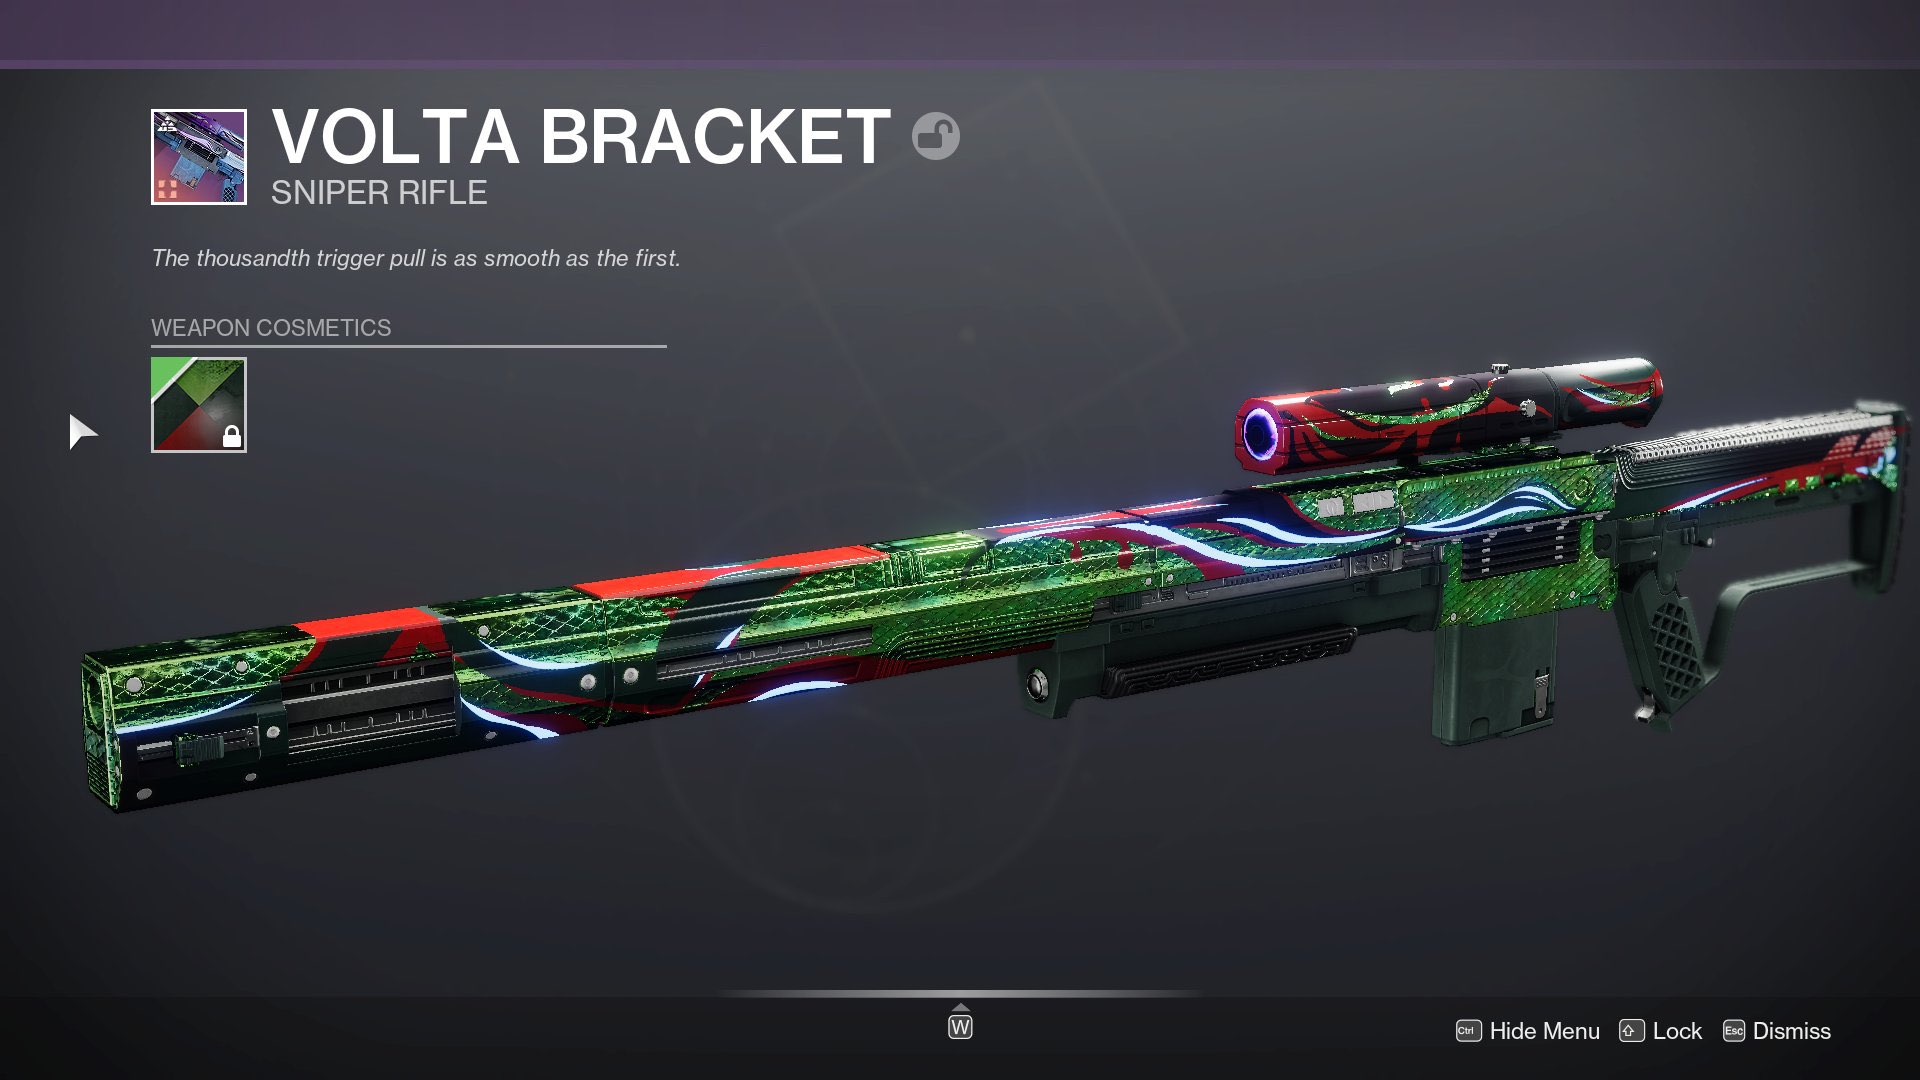 VOLTA BRACKET
SNIPER RIFLE
The thousandth trigger pull is as smooth as the first.
WEAPON COSMETICS
W
Ctrl Hide Menu Lock Esc Dismiss